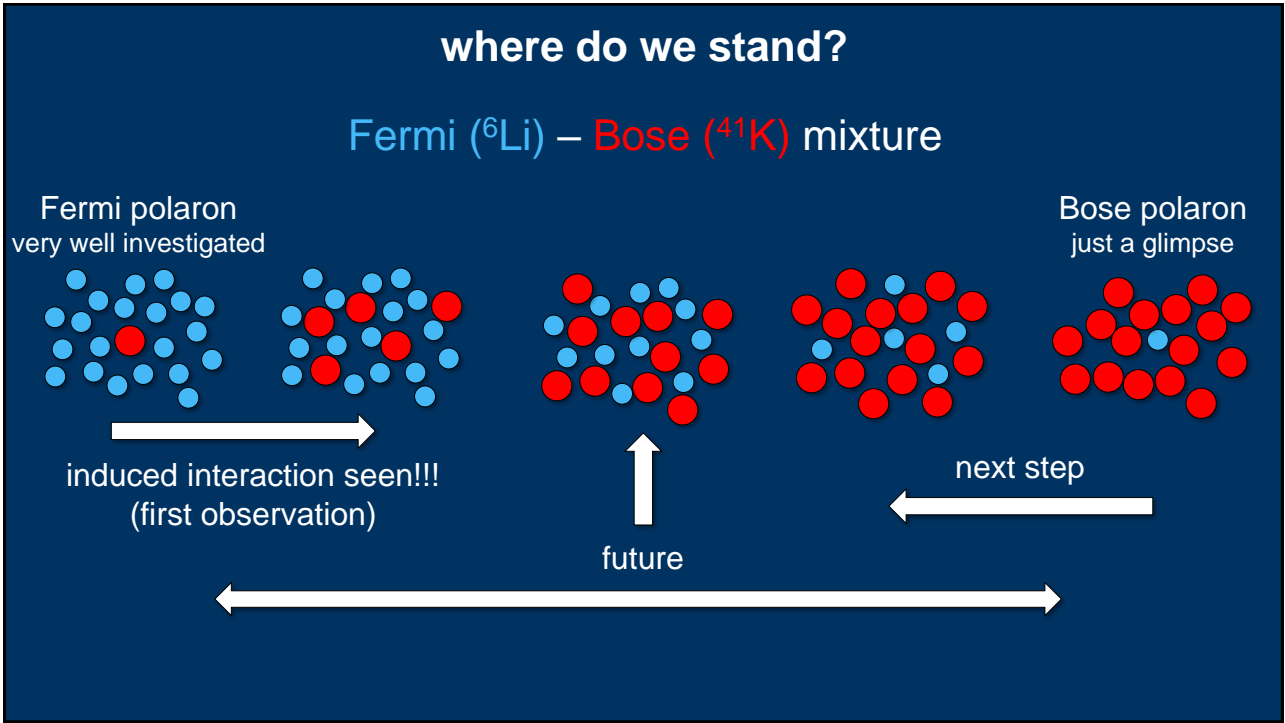 where do we stand?
Fermi (⁶Li) – Bose (⁴¹K) mixture
Fermi polaron
very well investigated
Bose polaron
just a glimpse
induced interaction seen!!!
(first observation)
next step
future